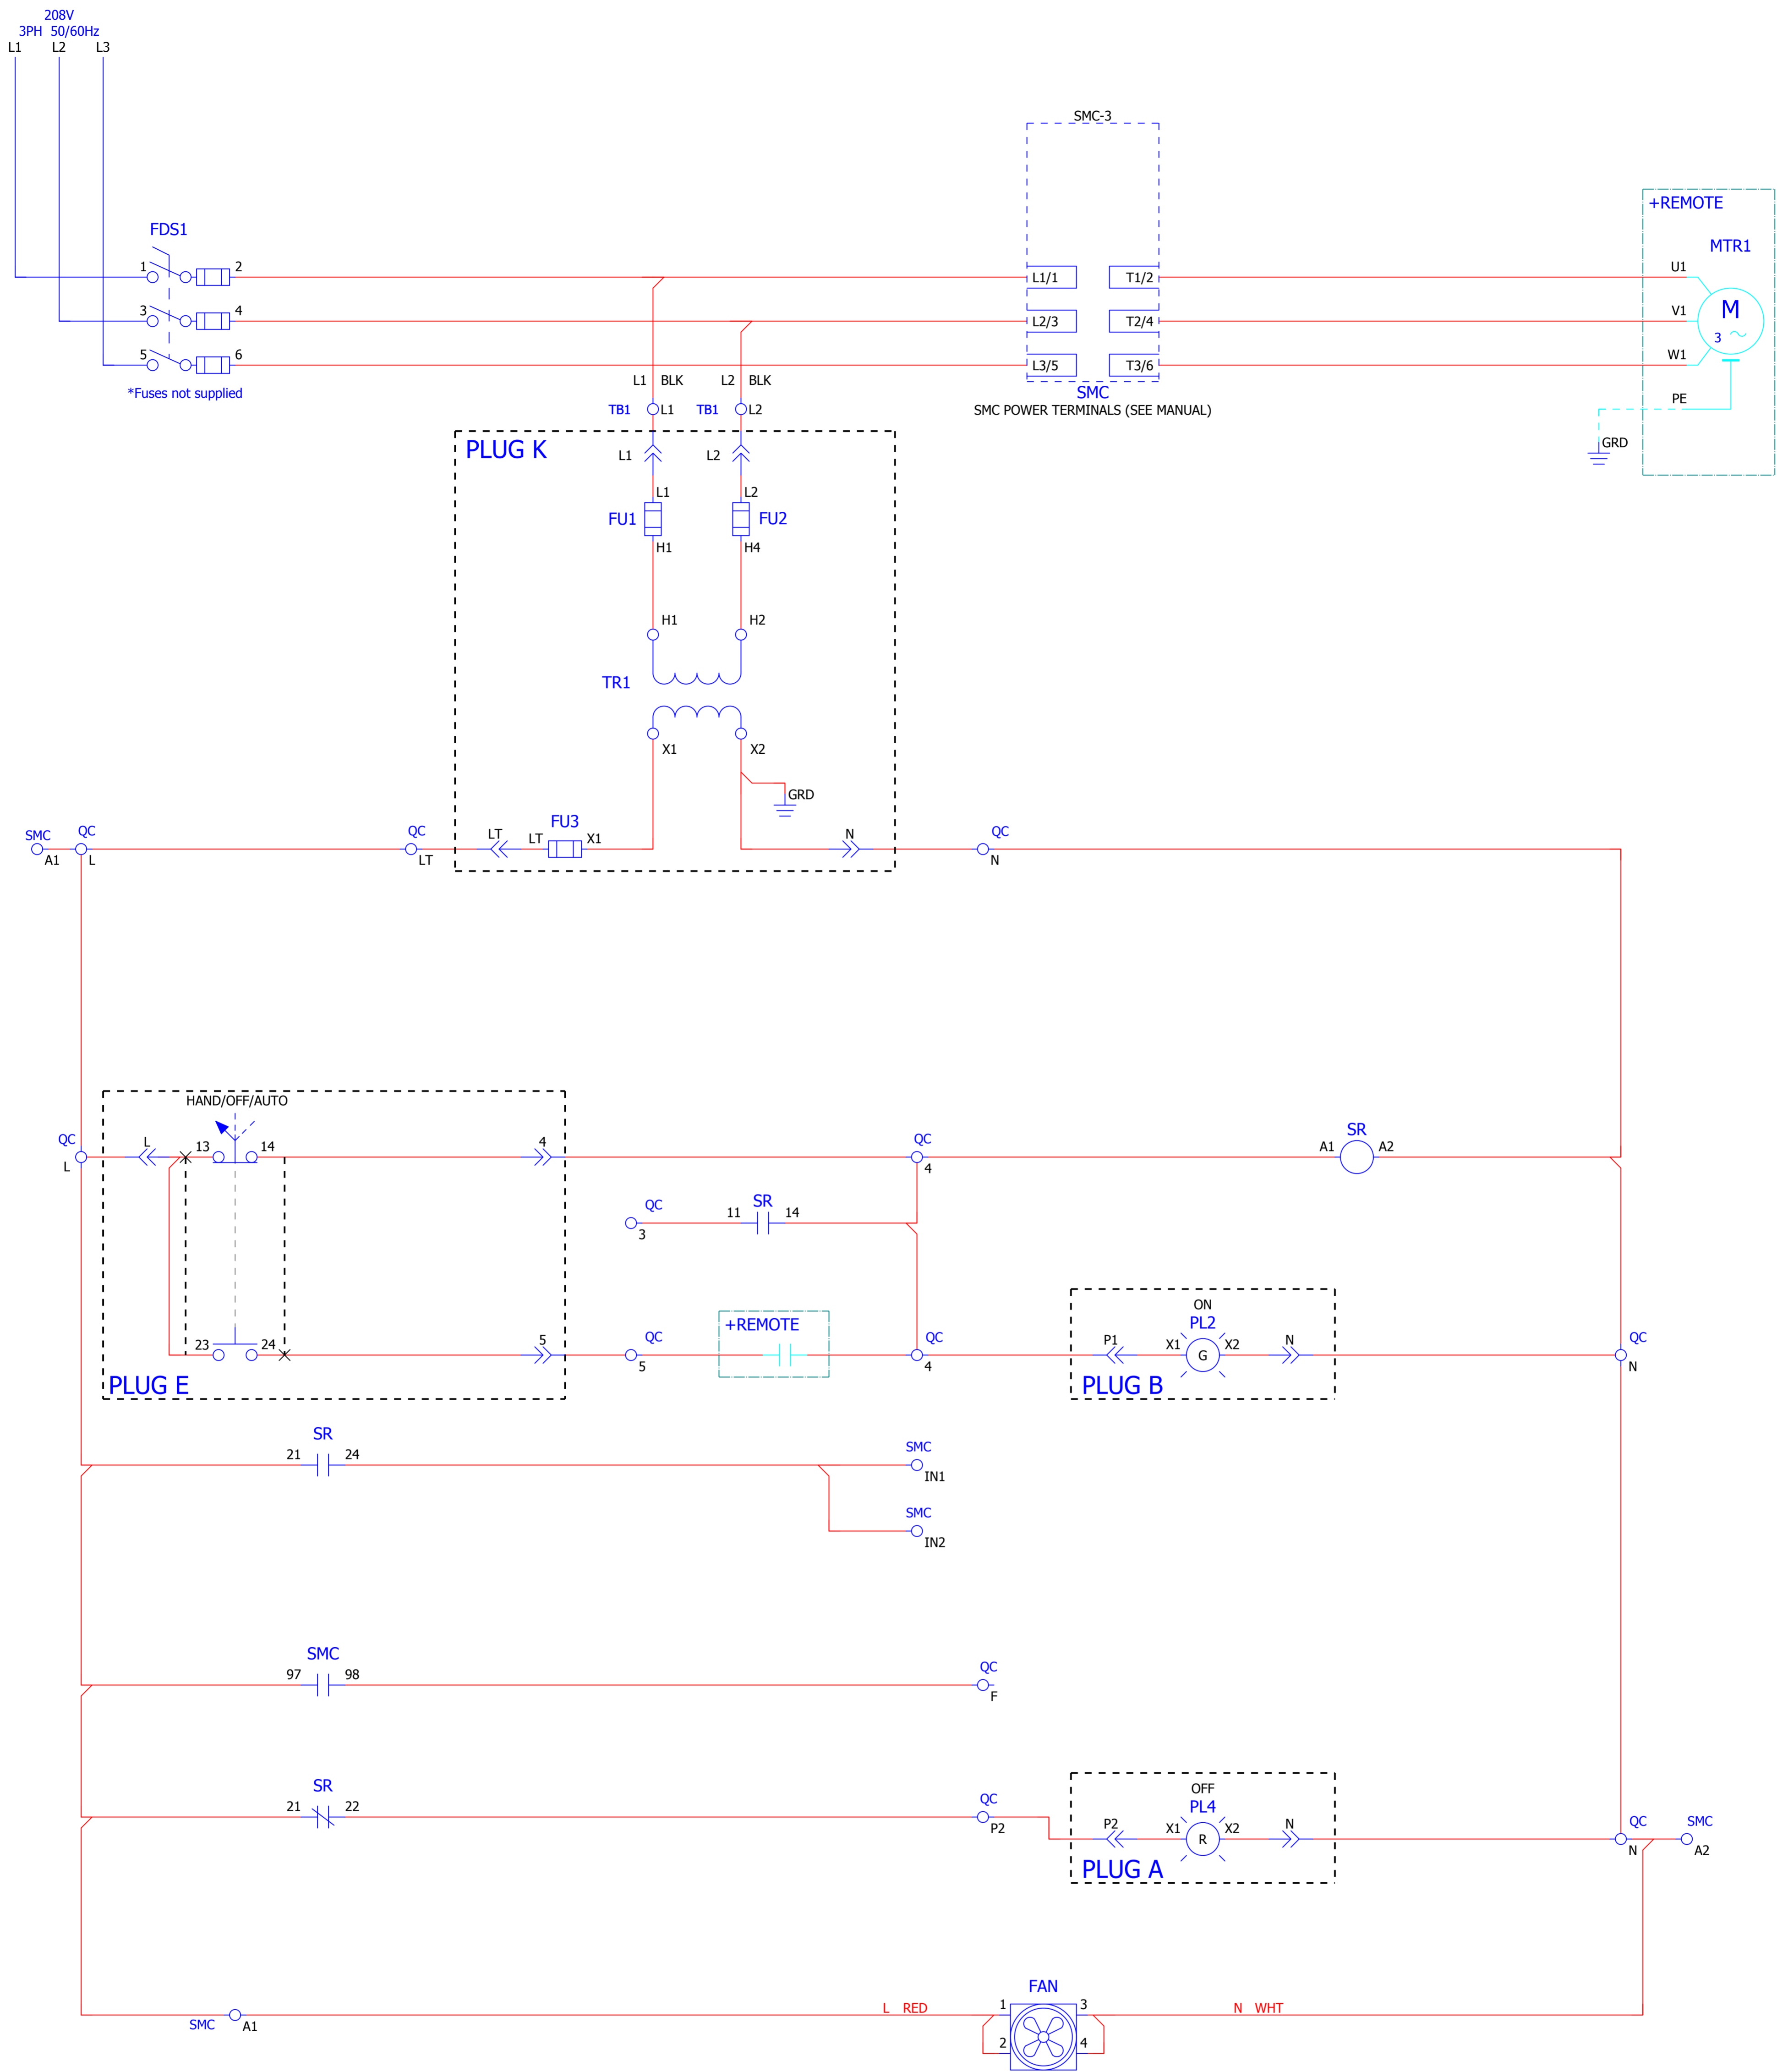 208V
3PH 50/60Hz
L1 L2 L3
SMC-3
+REMOTE
MTR1
FDS1
1 2
L1/1 T1/2
U1
3 4
L2/3 T2/4
V1
M
3
5 6
L3/5 T3/6
W1
*Fuses not supplied
L1 BLK L2 BLK
SMC
SMC POWER TERMINALS (SEE MANUAL)
PE
GRD
TB1 L1 TB1 L2
PLUG K
L1 L2
L1 L2
FU1 FU2
H1 H4
H1 H2
TR1
X1 X2
GRD
SMC QC QC
A1 L LT
LT LT FU3 X1
N
QC
N
HAND/OFF/AUTO
QC
L
L 13 14 4
QC
4
SR
A1 A2
QC
3
SR
11 14
23 24 5
PLUG E
QC
5
+REMOTE
QC
4
ON
PL2
P1 X1 G X2 N
PLUG B
QC
N
SR
21 24
SMC
IN1
SMC
IN2
SMC
97 98
QC
F
SR
21 22
QC
P2
OFF
PL4
P2 X1 R X2 N
PLUG A
QC SMC
N A2
SMC A1
L RED
FAN
1 3
2 4
N WHT